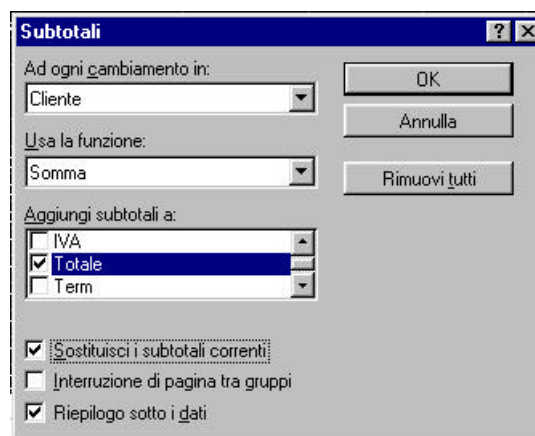 Subtotali
Ad ogni cambiamento in:
Cliente
Usa la funzione:
Somma
Aggiungi subtotali a:
IVA
Totale
Term
Sostituisci i subtotali correnti
Interruzione di pagina tra gruppi
Riepilogo sotto i dati
OK
Annulla
Rimuovi tutti